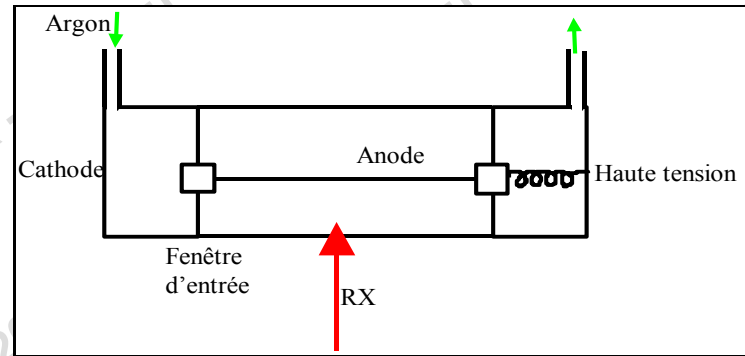 Argon
Cathode
Anode
Haute tension
Fenêtre
d’entrée
RX